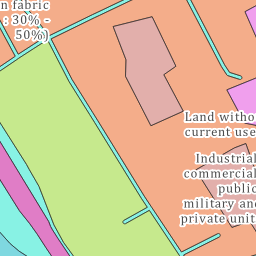 n fabric
: 30% -
50%)
Land witho
current use
Industrial
commercial
public
military and
private unit